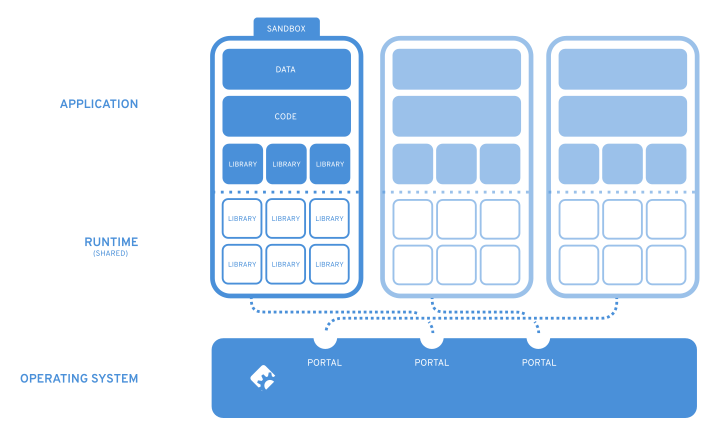 SANDBOX
DATA
APPLICATION
CODE
LIBRARY LIBRARY LIBRARY
LIBRARY LIBRARY LIBRARY
RUNTIME
(SHARED)
LIBRARY LIBRARY LIBRARY
PORTAL PORTAL PORTAL
OPERATING SYSTEM